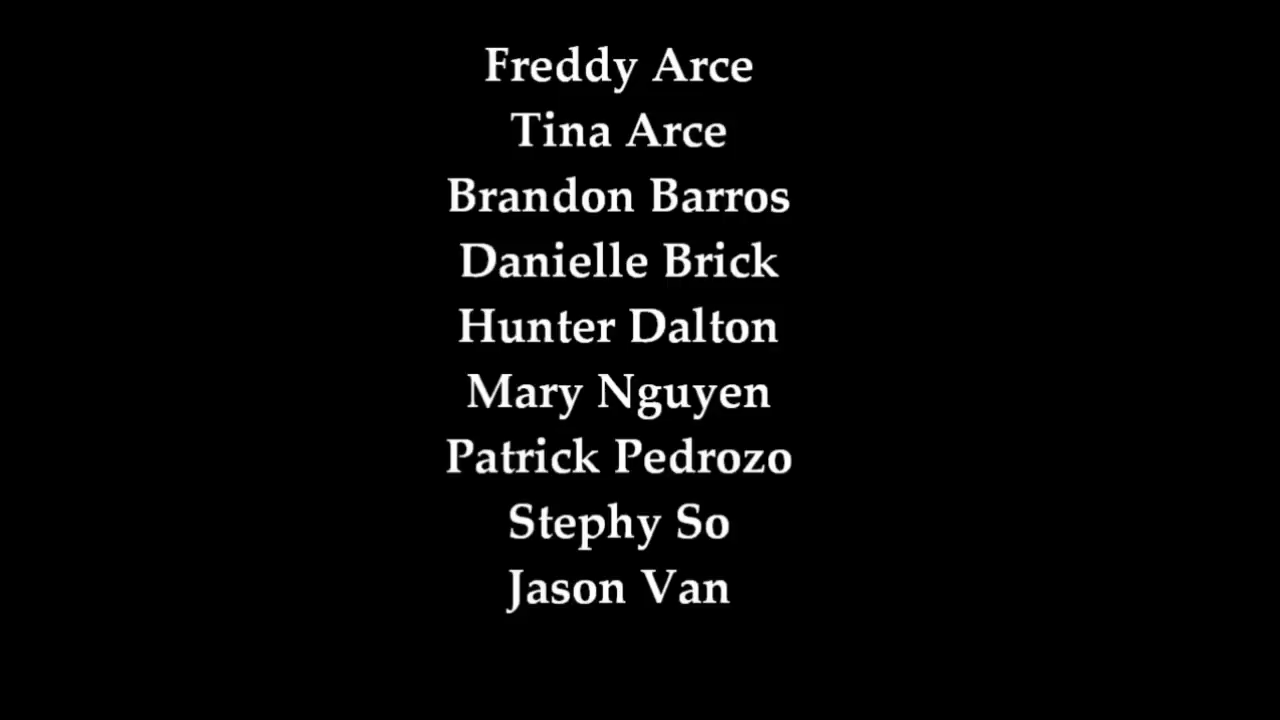 Freddy Arce
Tina Arce
Brandon Barros
Danielle Brick
Hunter Dalton
Mary Nguyen
Patrick Pedrozo
Stephy So
Jason Van